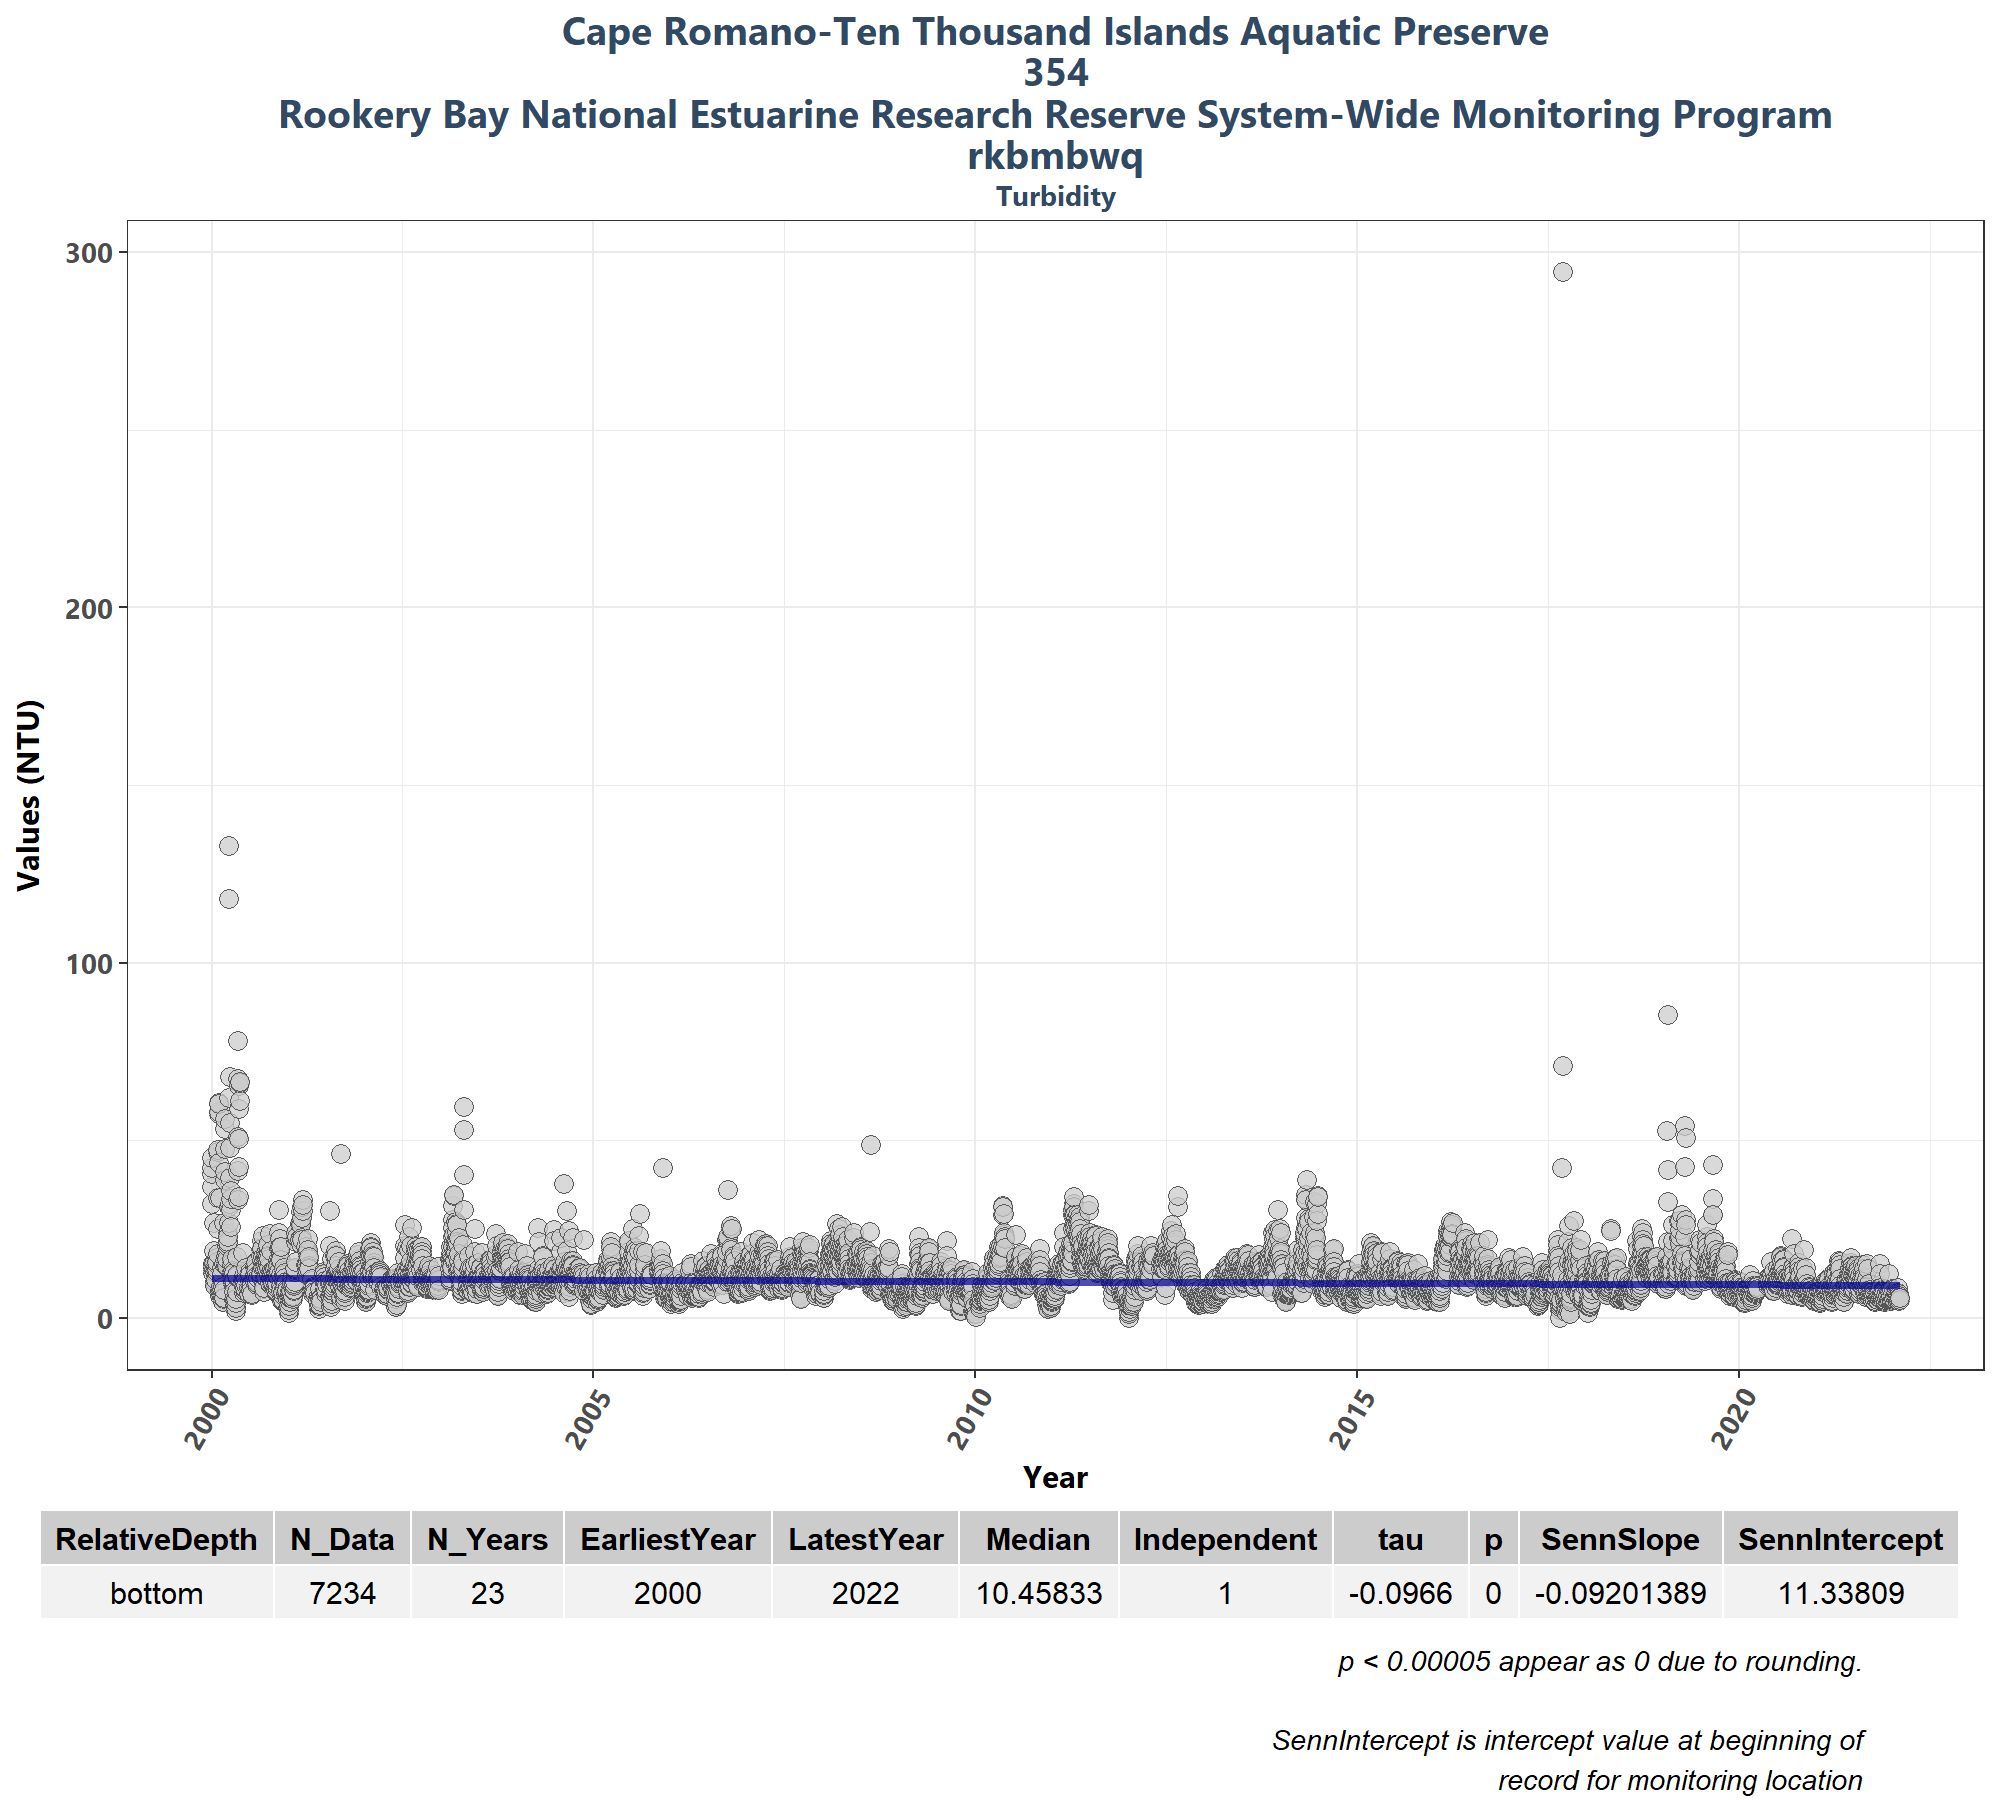 Cape Romano-Ten Thousand Islands Aquatic Preserve
354
Rookery Bay National Estuarine Research Reserve System-Wide Monitoring Program
rkbmbwq
Turbidity
300
200
100
0
Values (NTU)
2000 2005 2010 2015 2020
Year
RelativeDepth N_Data N_Years EarliestYear LatestYear Median Independent tau p SennSlope SennIntercept
bottom 7234 23 2000 2022 10.45833 1 -0.0966 0 -0.09201389 11.33809
p < 0.00005 appear as 0 due to rounding.
SennIntercept is intercept value at beginning of
record for monitoring location